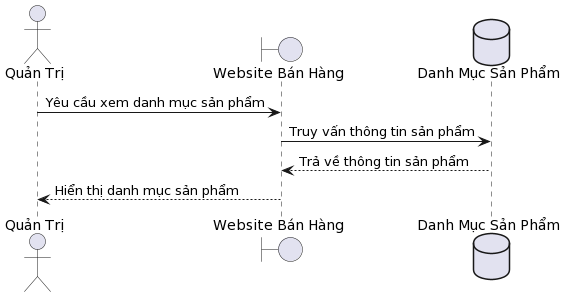 Quản Trị
Website Bán Hàng
Danh Mục Sản Phẩm
Yêu cầu xem danh mục sản phẩm
Truy vấn thông tin sản phẩm
Trả về thông tin sản phẩm
Hiển thị danh mục sản phẩm
Quản Trị
Website Bán Hàng
Danh Mục Sản Phẩm